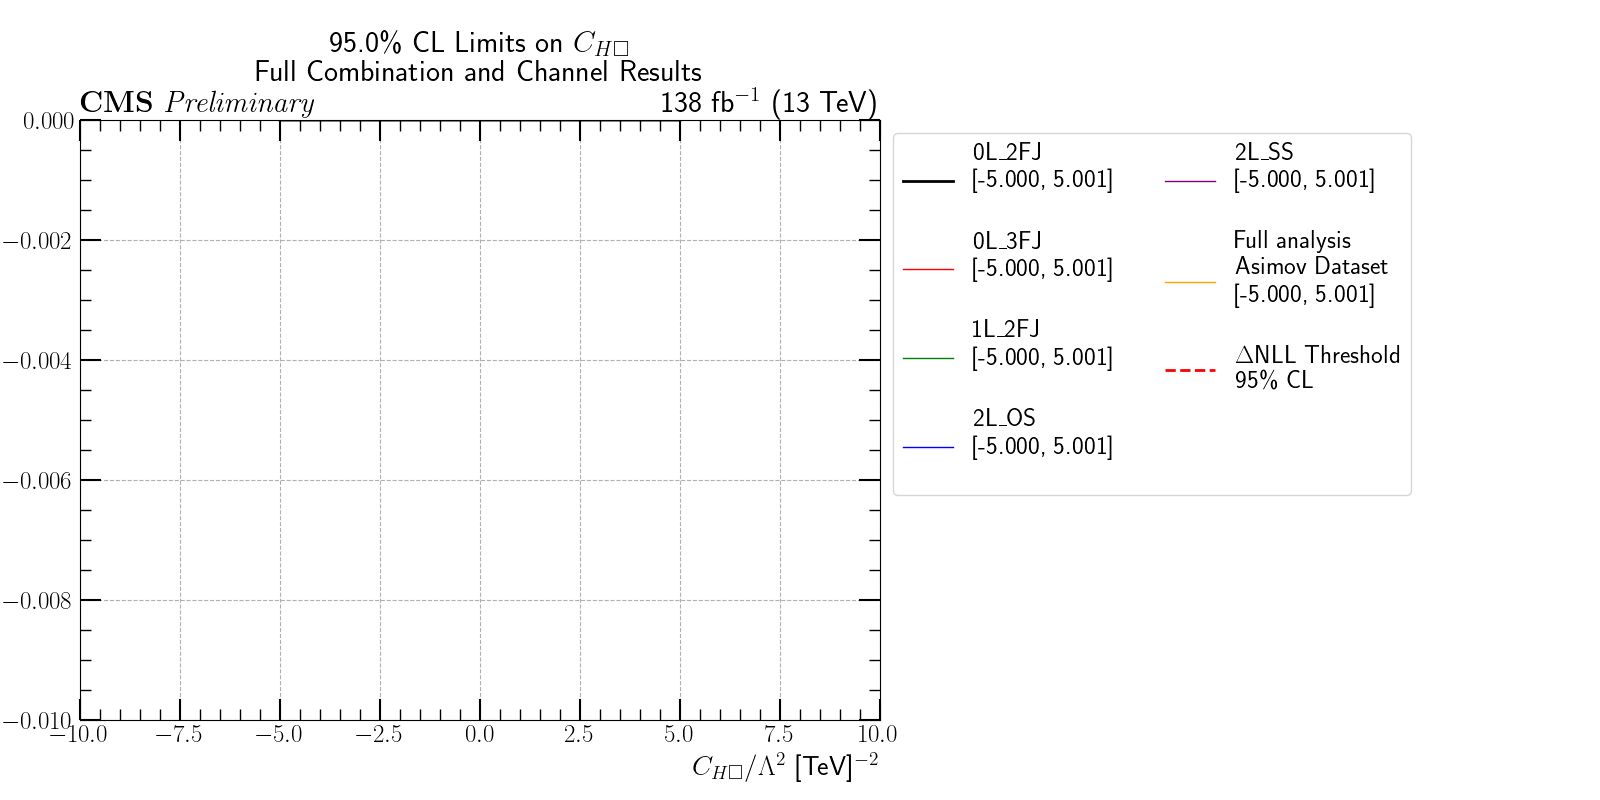 95.0% CL Limits on C_{H□}
Full Combination and Channel Results
CMS Preliminary
138 fb⁻¹ (13 TeV)
0.000
−0.002
−0.004
−0.006
−0.008
−0.010
−10.0
−7.5
−5.0
−2.5
0.0
2.5
5.0
7.5
10.0
C_{H□}/Λ² [TeV]⁻²
0L_2FJ
[-5.000, 5.001]
0L_3FJ
[-5.000, 5.001]
1L_2FJ
[-5.000, 5.001]
2L_OS
[-5.000, 5.001]
2L_SS
[-5.000, 5.001]
Full analysis
Asimov Dataset
[-5.000, 5.001]
ΔNLL Threshold
95% CL